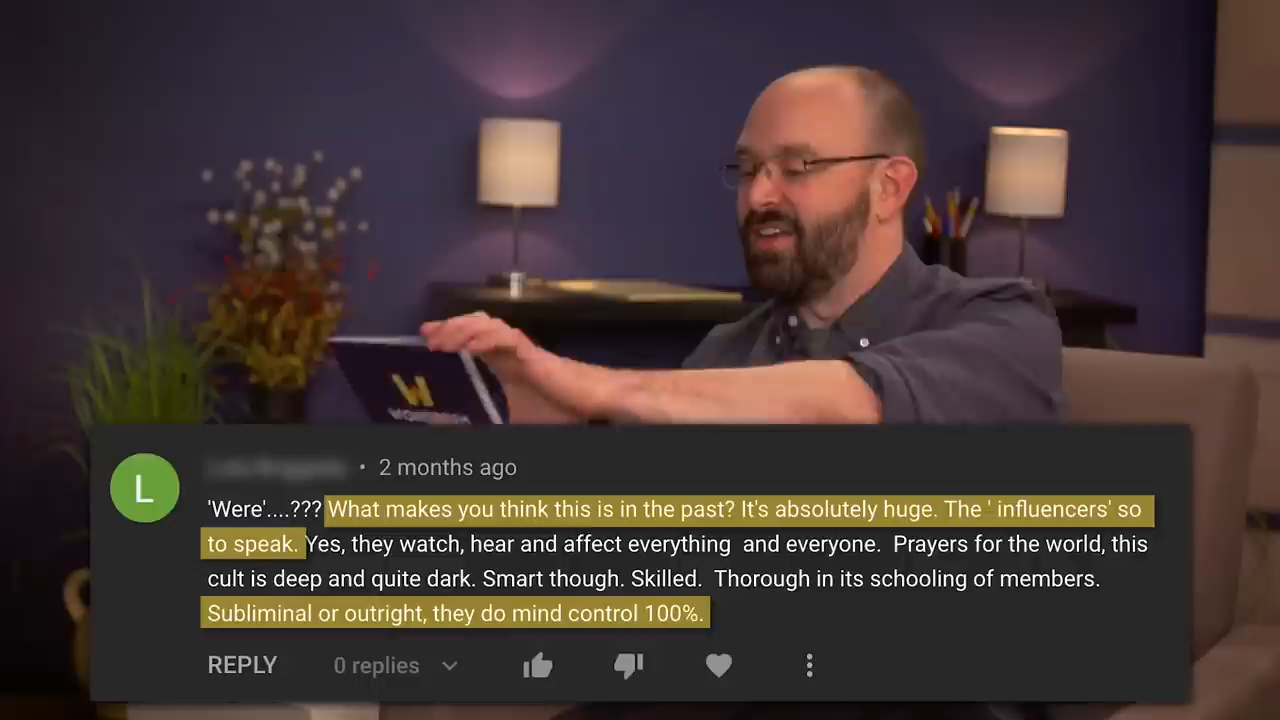 W
• 2 months ago
L
'Were'....??? What makes you think this is in the past? It's absolutely huge. The ' influencers' so
to speak. Yes, they watch, hear and affect everything  and everyone.  Prayers for the world, this
cult is deep and quite dark. Smart though. Skilled.  Thorough in its schooling of members.
Subliminal or outright, they do mind control 100%.
REPLY
0 replies